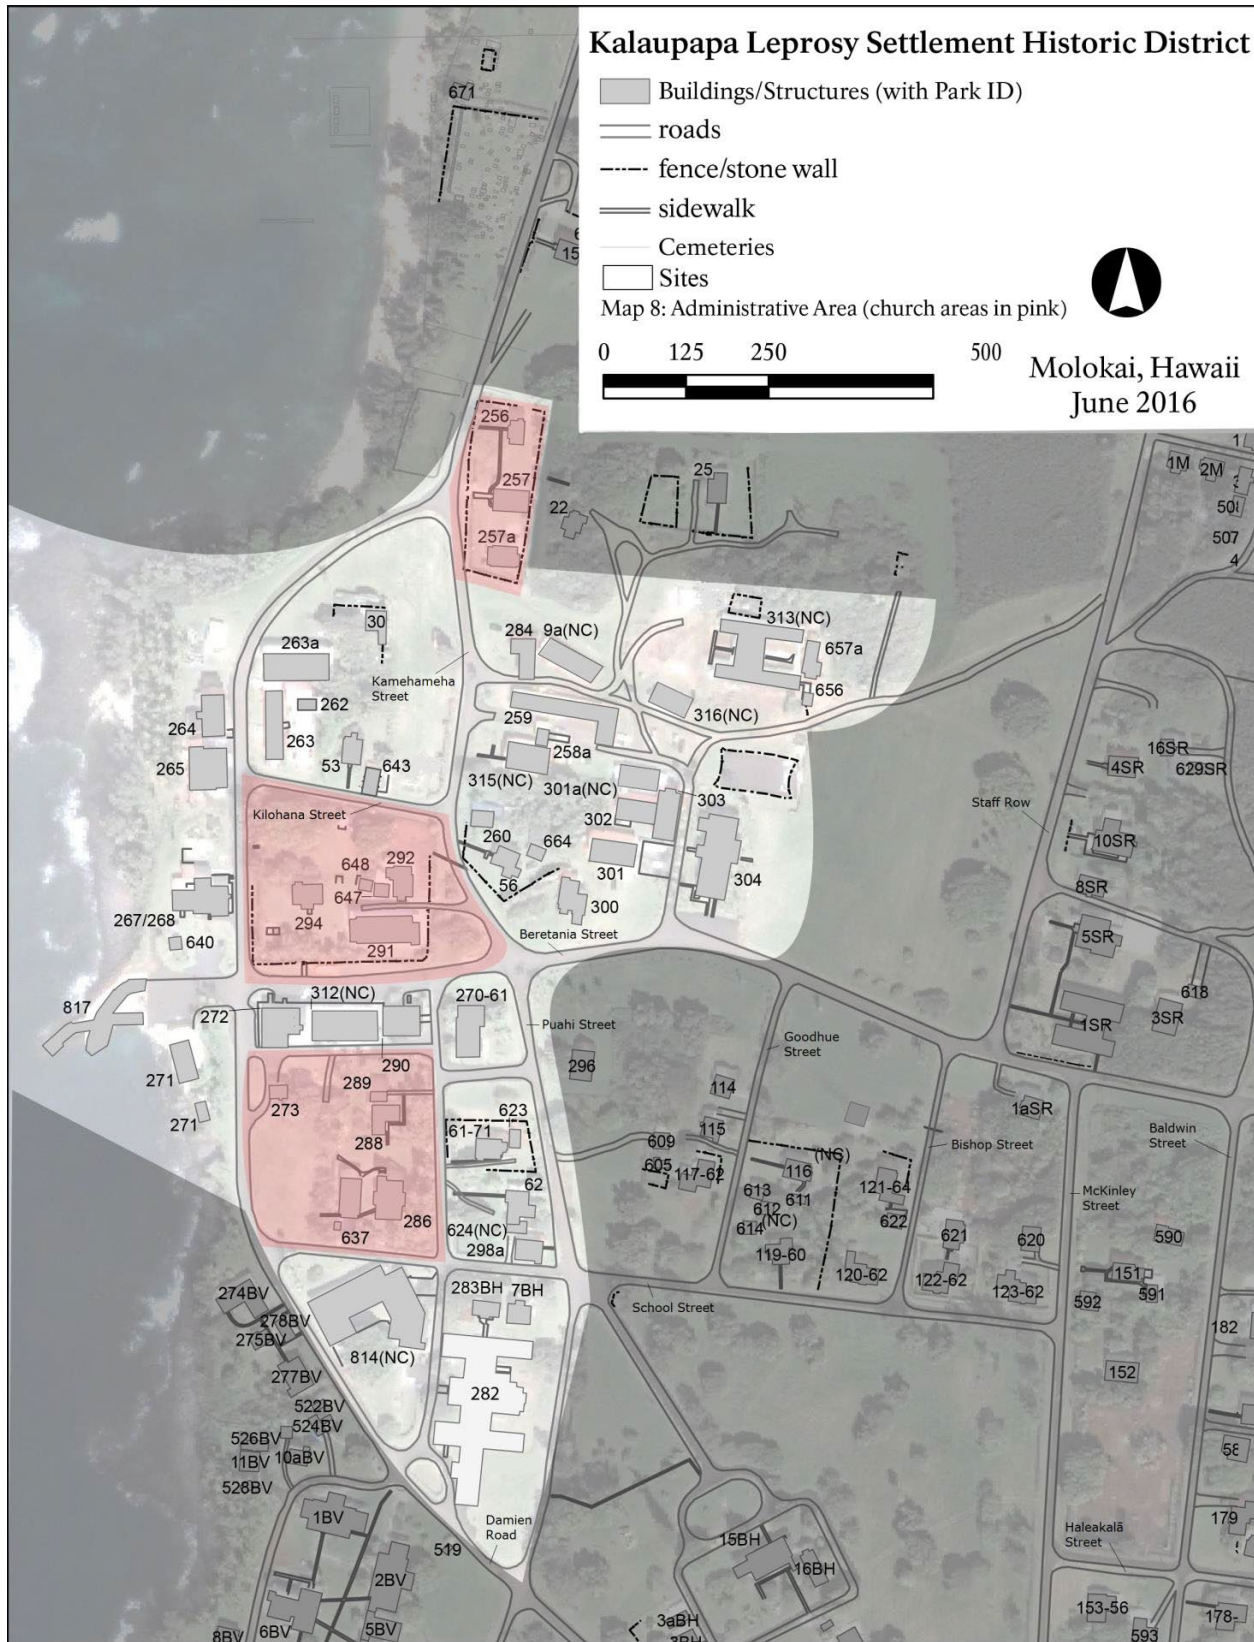 Kalaupapa Leprosy Settlement Historic District
Buildings/Structures (with Park ID)
roads
fence/stone wall
sidewalk
Cemeteries
Sites
Map 8: Administrative Area (church areas in pink)
0 125 250 500
Molokai, Hawaii
June 2016
671
15
256
257
257a
22
25
1M
2M
507
4
30
263a
Kamehameha
Street
284
9a(NC)
313(NC)
657a
656
316(NC)
262
264
263
265
53
643
259
258a
315(NC)
301a(NC)
303
302
Kilohana Street
260
664
56
301
304
300
Beretania Street
648
292
647
294
291
267/268
640
16SR
4SR
629SR
Staff Row
10SR
8SR
5SR
618
1SR
3SR
1aSR
817
312(NC)
272
290
270-61
Puahi Street
Goodhue
Street
271
271
273
289
288
286
637
296
114
115
609
605
117-62
623
61-71
62
624(NC)
298a
(NC)
116
613
612
611
614
(NC)
119-60
121-64
622
120-62
Bishop Street
621
122-62
620
123-62
Baldwin
Street
McKinley
Street
590
151
591
592
182
152
School Street
283BH
7BH
814(NC)
282
274BV
278BV
275BV
277BV
522BV
524BV
526BV
11BV
10aBV
528BV
1BV
519
Damien
Road
2BV
6BV
5BV
8BV
15BH
16BH
3aBH
3BH
58
179
Haleakalā
Street
153-56
593
178-